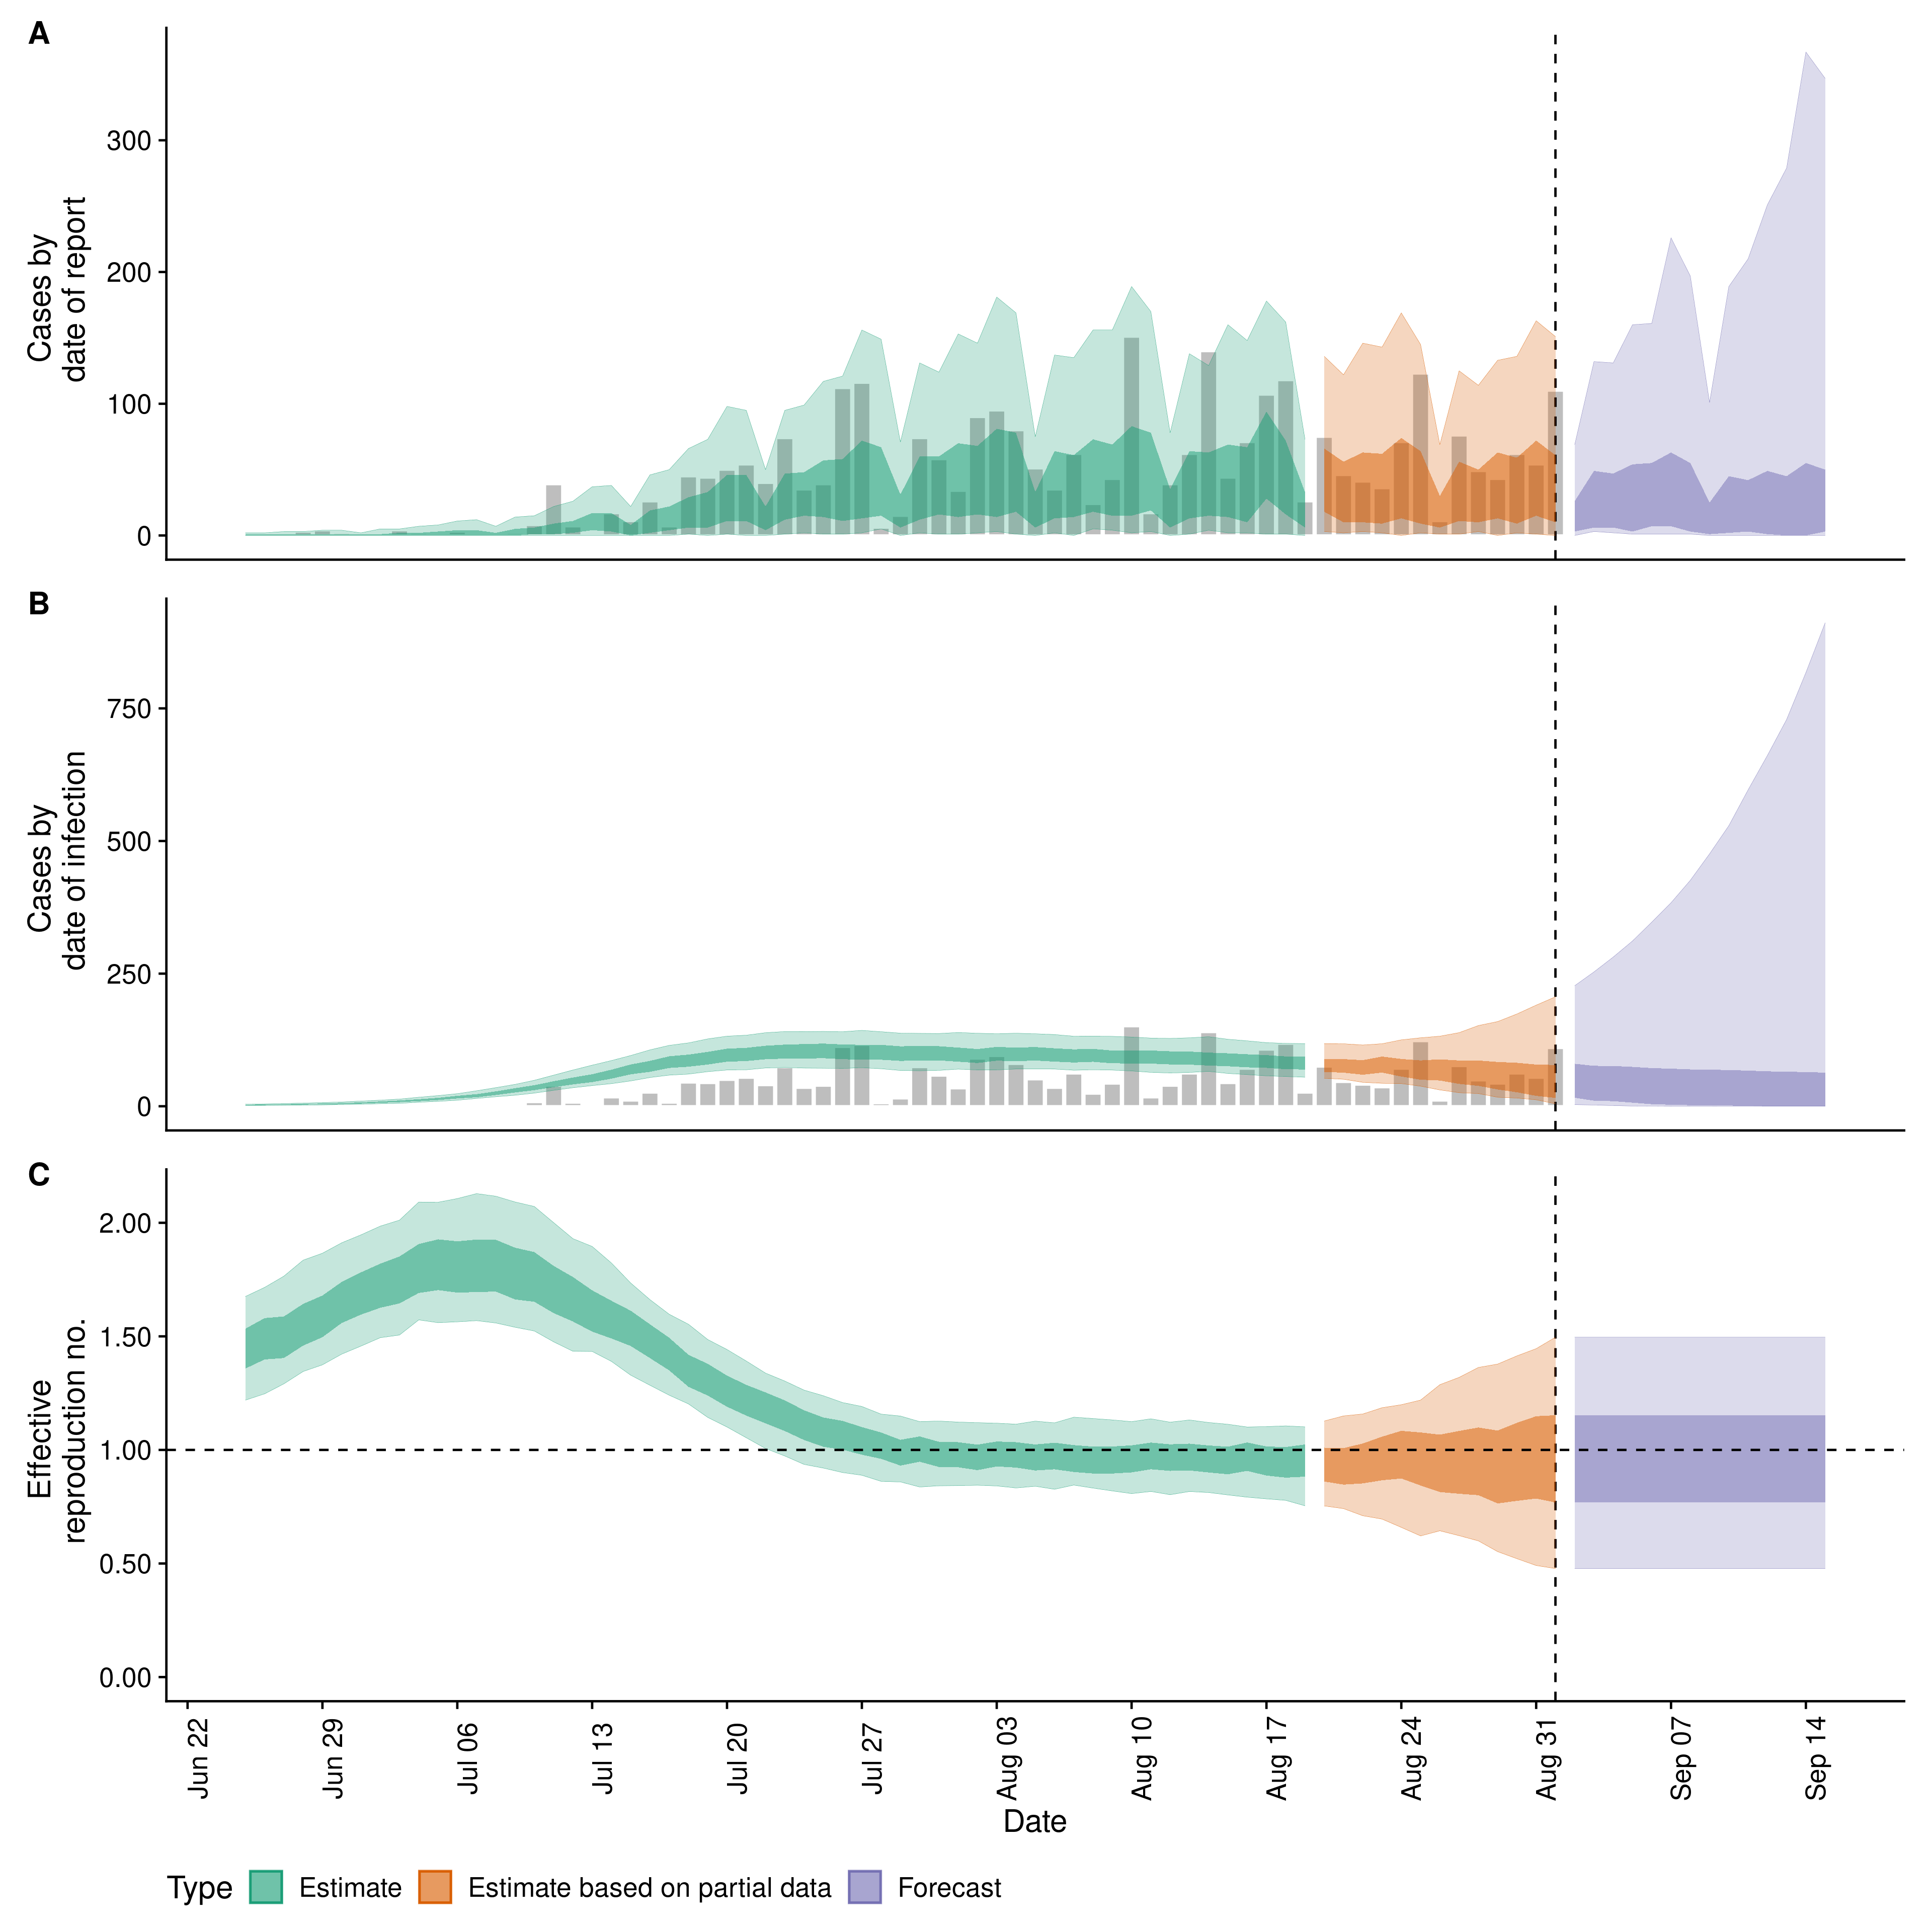 A
Cases by
date of report
300
200
100
0
B
Cases by
date of infection
750
500
250
0
C
Effective
reproduction no.
2.00
1.50
1.00
0.50
0.00
Jun 22
Jun 29
Jul 06
Jul 13
Jul 20
Jul 27
Aug 03
Aug 10
Aug 17
Aug 24
Aug 31
Sep 07
Sep 14
Date
Type Estimate Estimate based on partial data Forecast